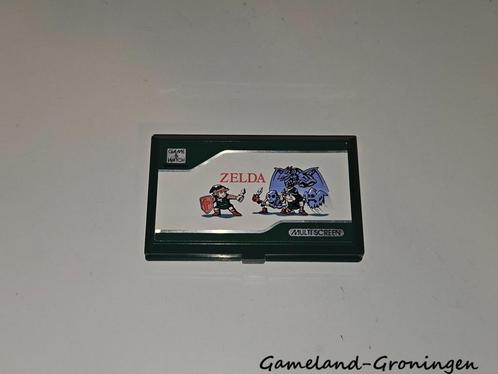 GAME &
WATCH
ZELDA
MULTI SCREEN
Gameland-Groningen